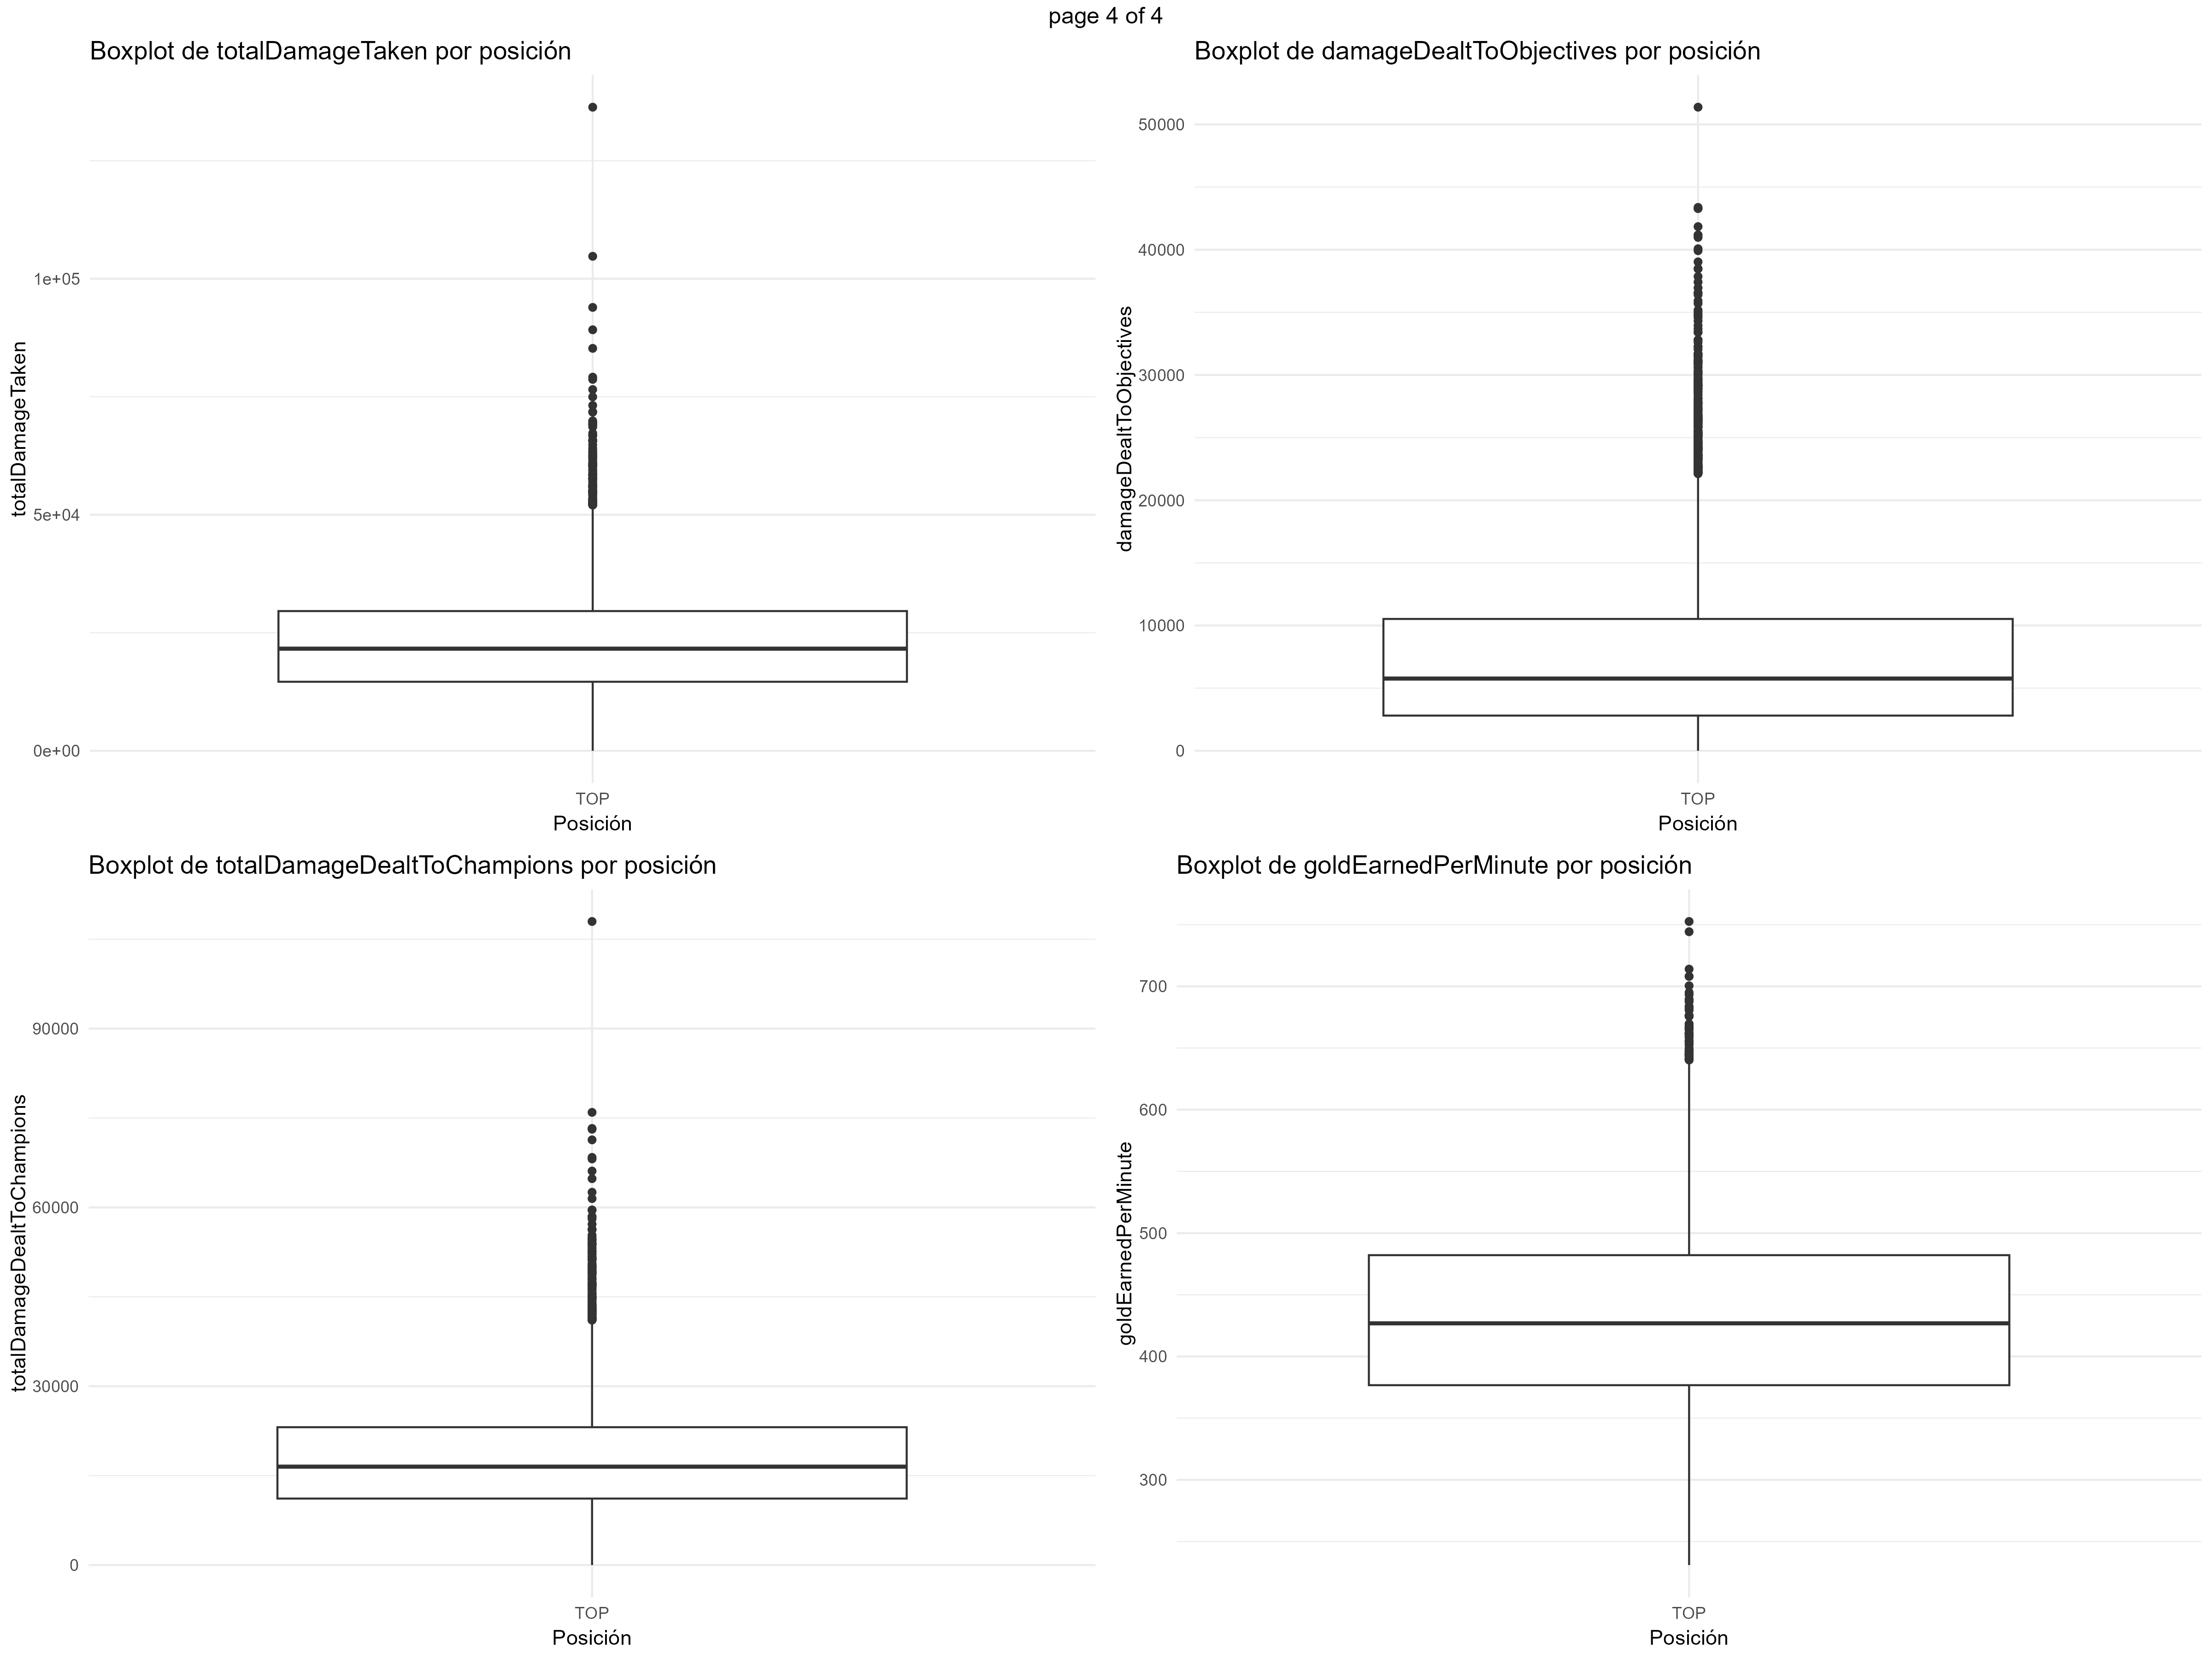 page 4 of 4
Boxplot de totalDamageTaken por posición
totalDamageTaken
1e+05
5e+04
0e+00
TOP
Posición
Boxplot de damageDealtToObjectives por posición
damageDealtToObjectives
50000
40000
30000
20000
10000
0
TOP
Posición
Boxplot de totalDamageDealtToChampions por posición
totalDamageDealtToChampions
90000
60000
30000
0
TOP
Posición
Boxplot de goldEarnedPerMinute por posición
goldEarnedPerMinute
700
600
500
400
300
TOP
Posición